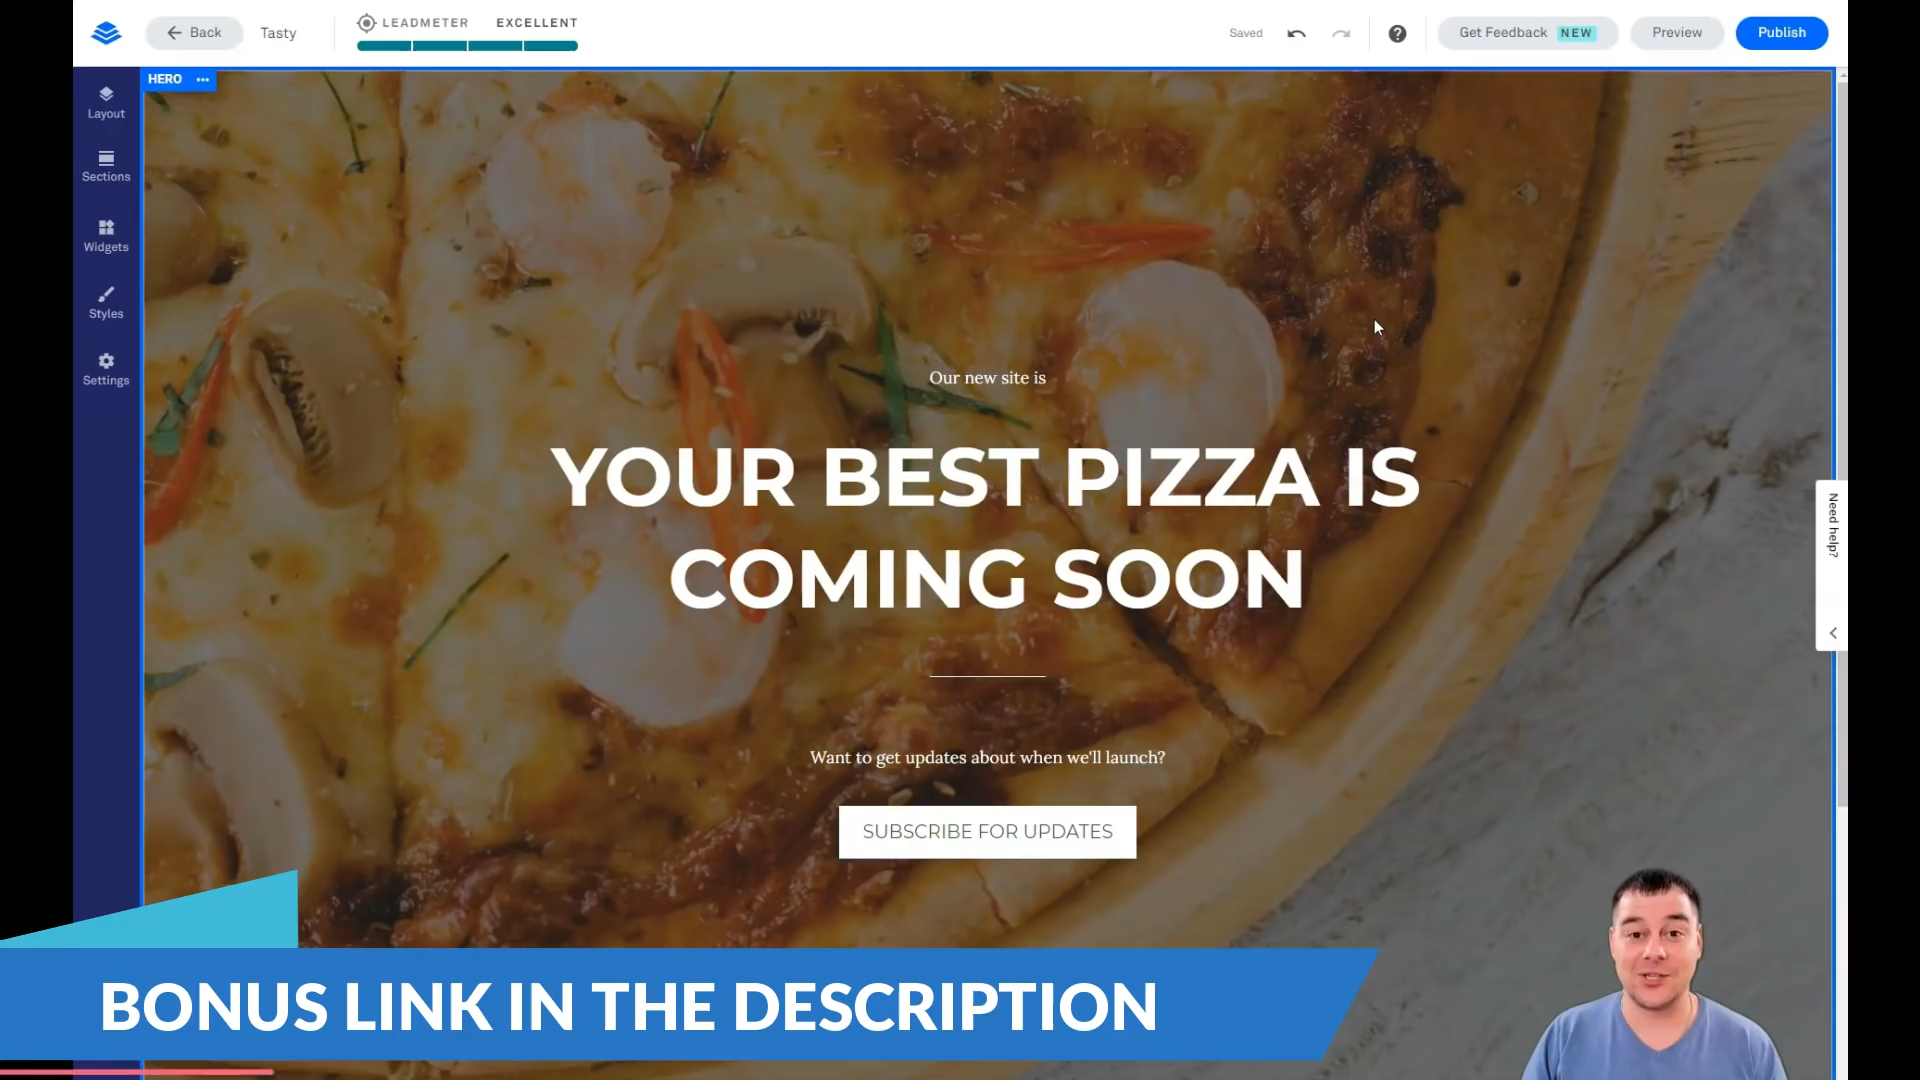 Back
Tasty
LEADMETER EXCELLENT
Saved
Get Feedback NEW
Preview
Publish
HERO
Layout
Sections
Widgets
Styles
Settings
Our new site is
YOUR BEST PIZZA IS
COMING SOON
Want to get updates about when we'll launch?
SUBSCRIBE FOR UPDATES
Need help?
BONUS LINK IN THE DESCRIPTION